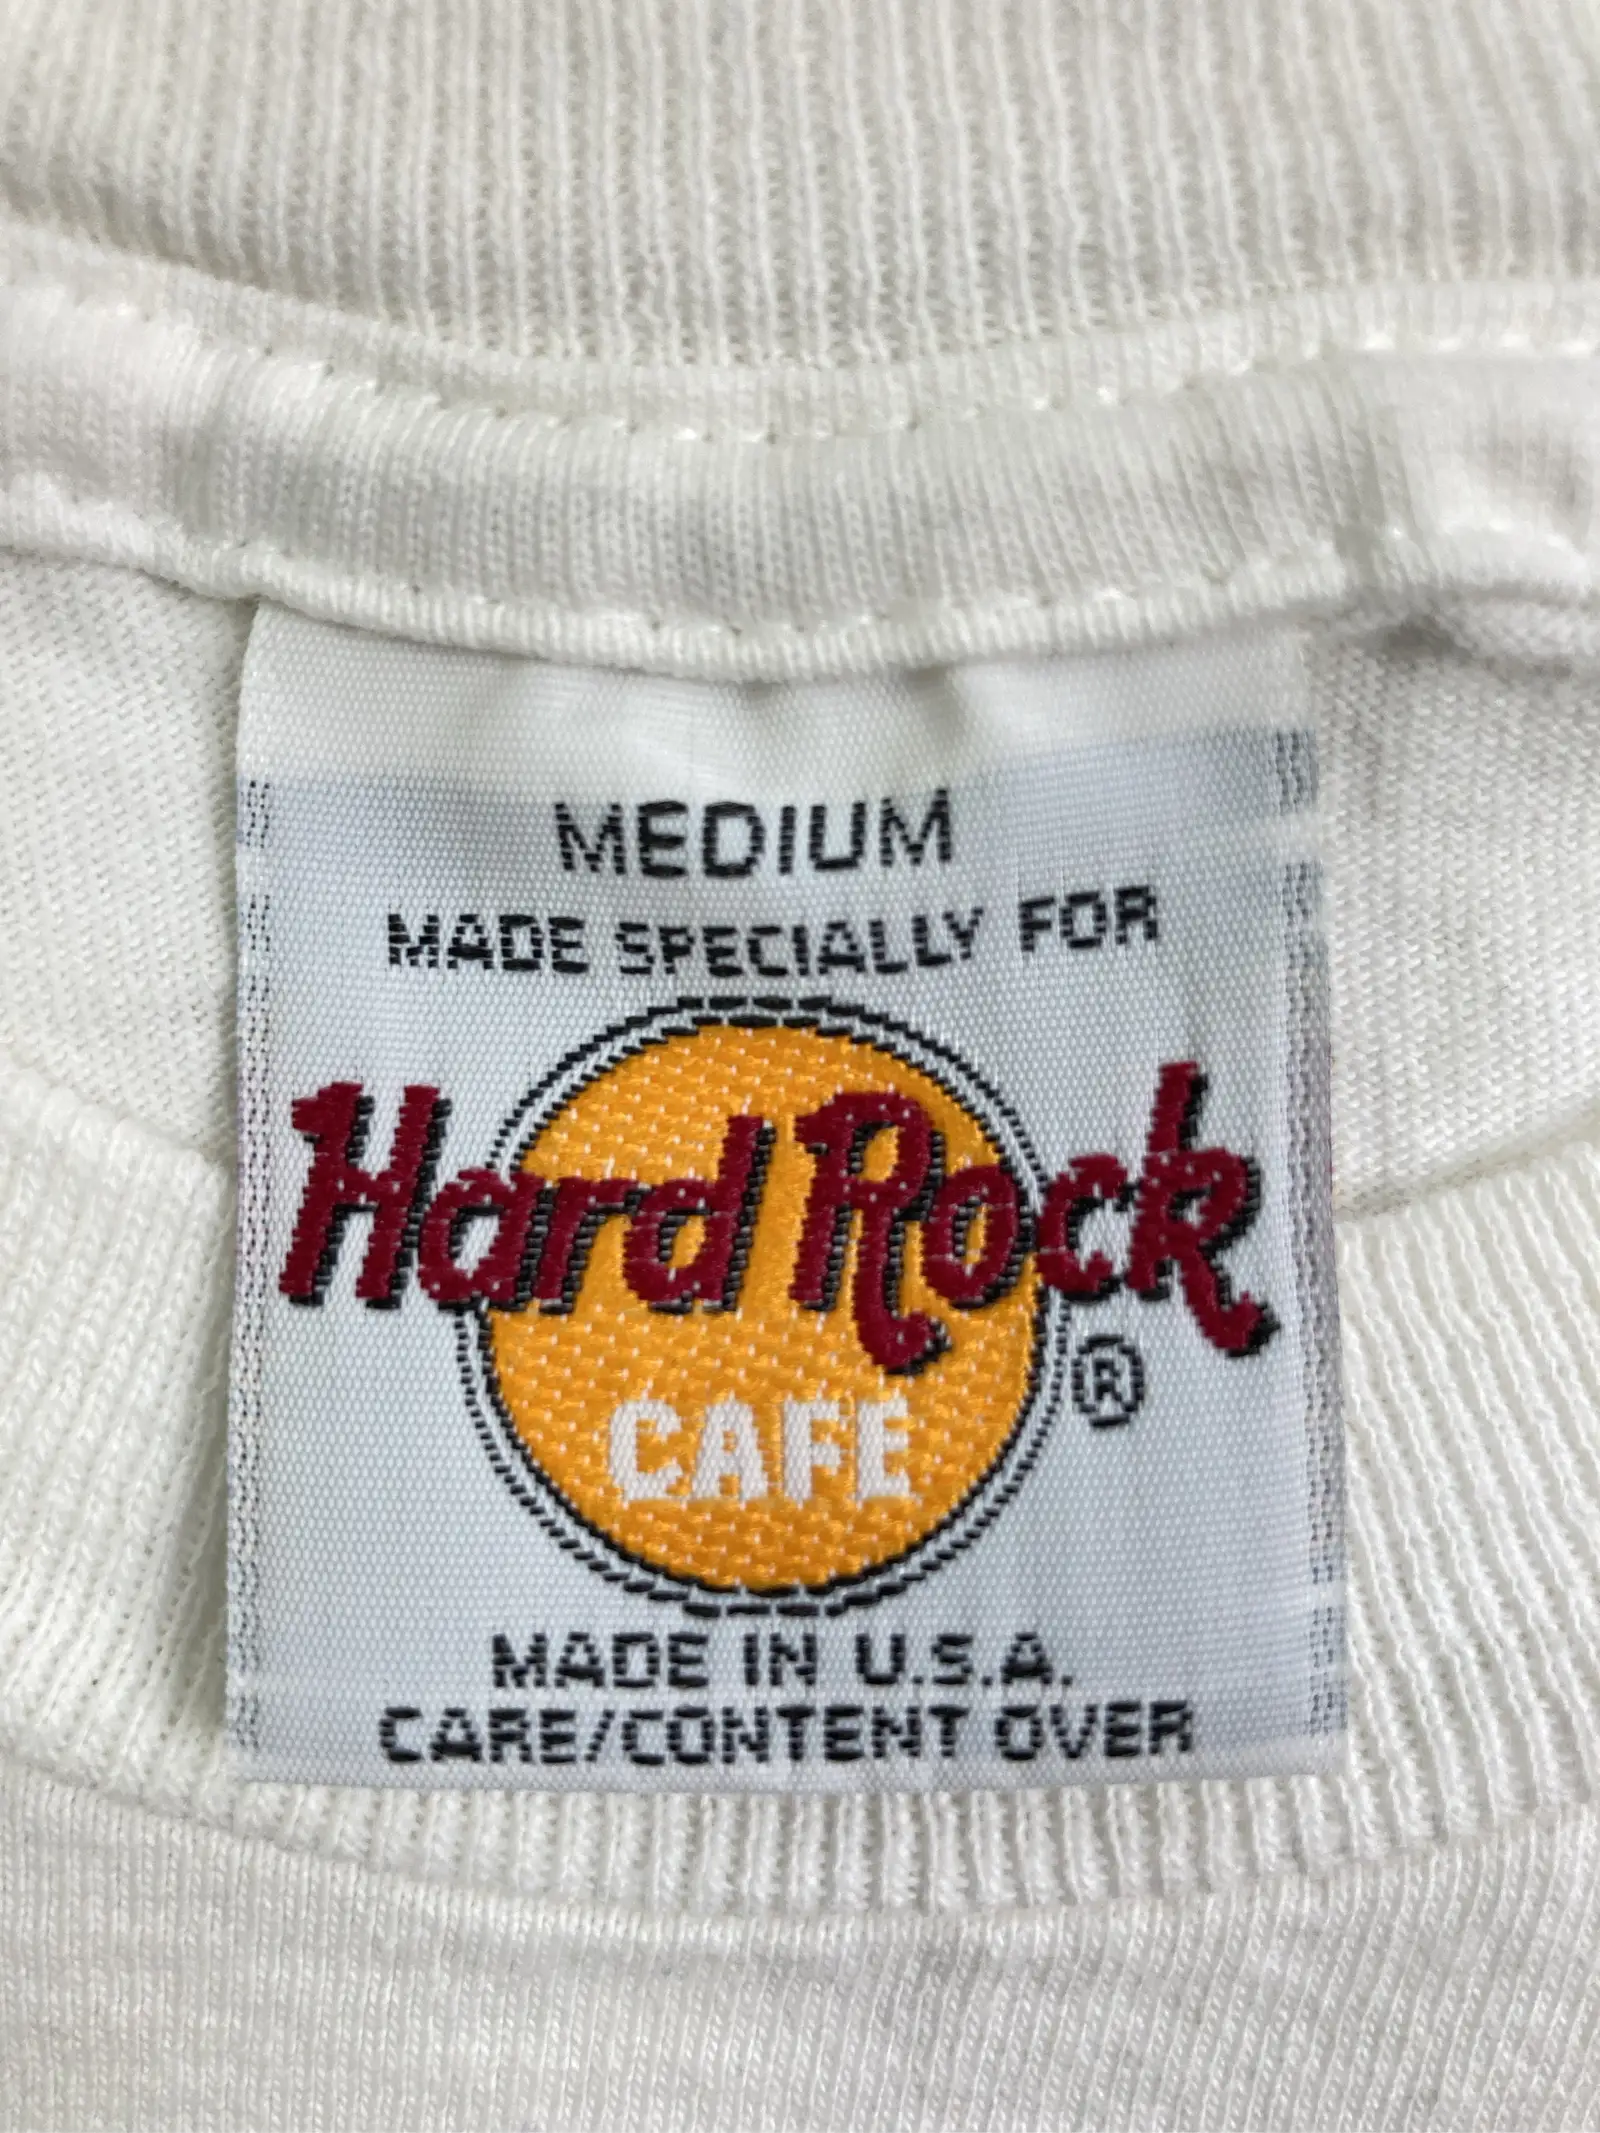 MEDIUM
MADE SPECIALLY FOR
Hard Rock
®
CAFE
MADE IN U.S.A.
CARE/CONTENT OVER